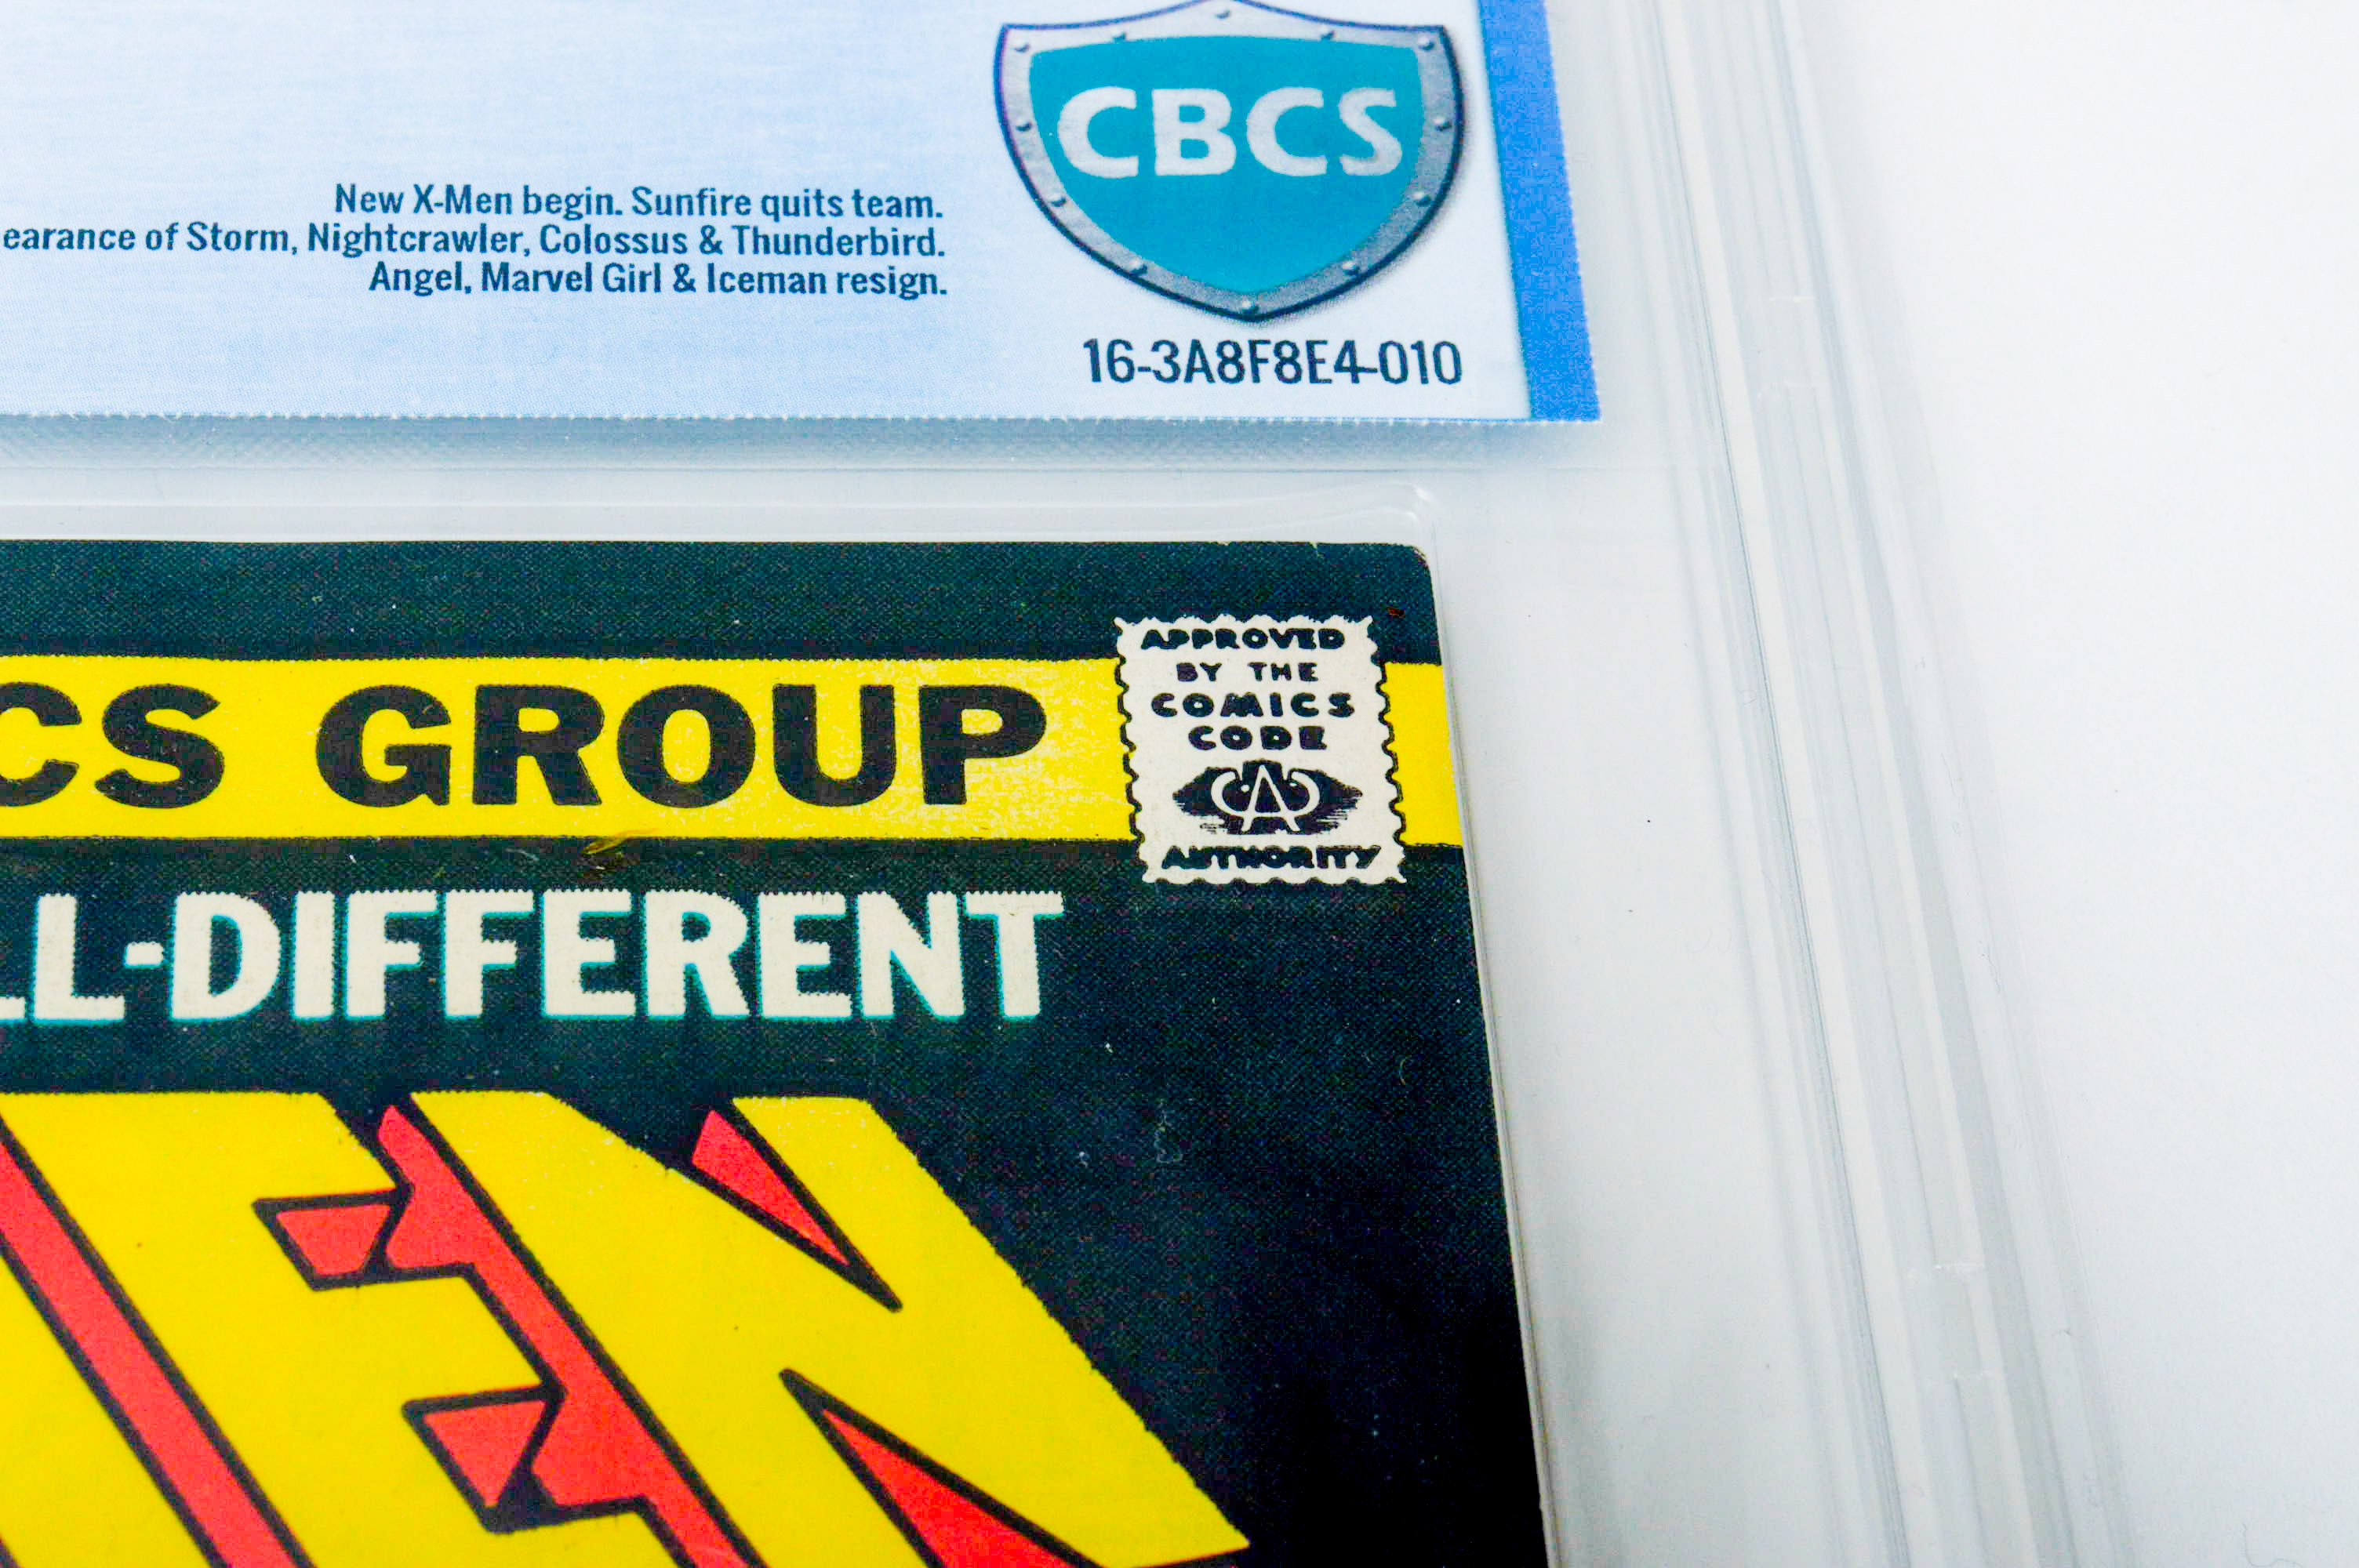 CBCS
New X-Men begin. Sunfire quits team.
earance of Storm, Nightcrawler, Colossus & Thunderbird.
Angel, Marvel Girl & Iceman resign.
16-3A8F8E4-010
CS GROUP
APPROVED
BY THE
COMICS
CODE
CA
AUTHORITY
LL-DIFFERENT
EN